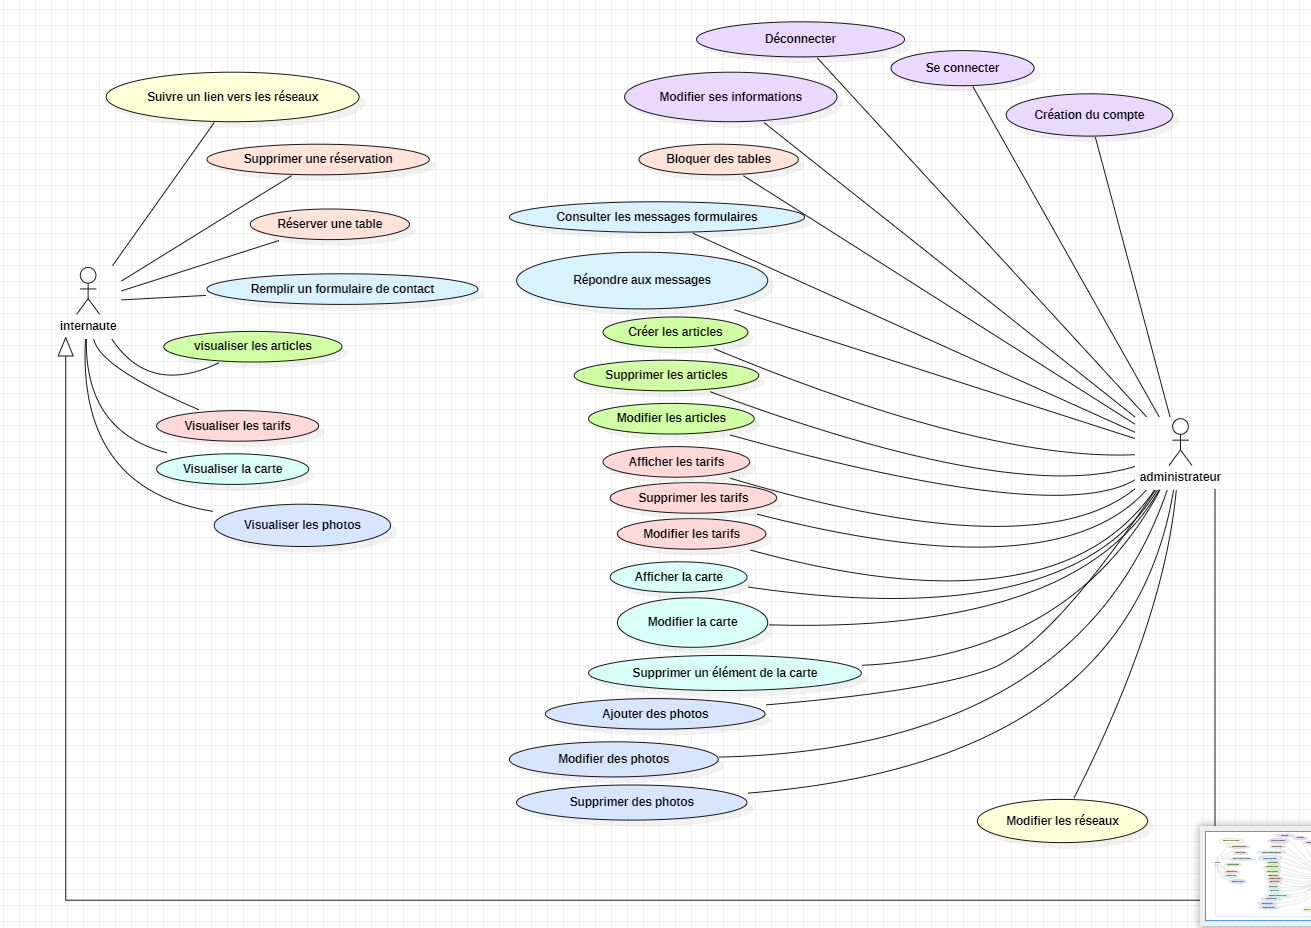 Déconnecter
Se connecter
Suivre un lien vers les réseaux
Modifier ses informations
Création du compte
Supprimer une réservation
Bloquer des tables
Réserver une table
Consulter les messages formulaires
Remplir un formulaire de contact
Répondre aux messages
internaute
Créer les articles
visualiser les articles
Supprimer les articles
Modifier les articles
Visualiser les tarifs
Afficher les tarifs
Visualiser la carte
administrateur
Supprimer les tarifs
Visualiser les photos
Modifier les tarifs
Afficher la carte
Modifier la carte
Supprimer un élément de la carte
Ajouter des photos
Modifier des photos
Supprimer des photos
Modifier les réseaux